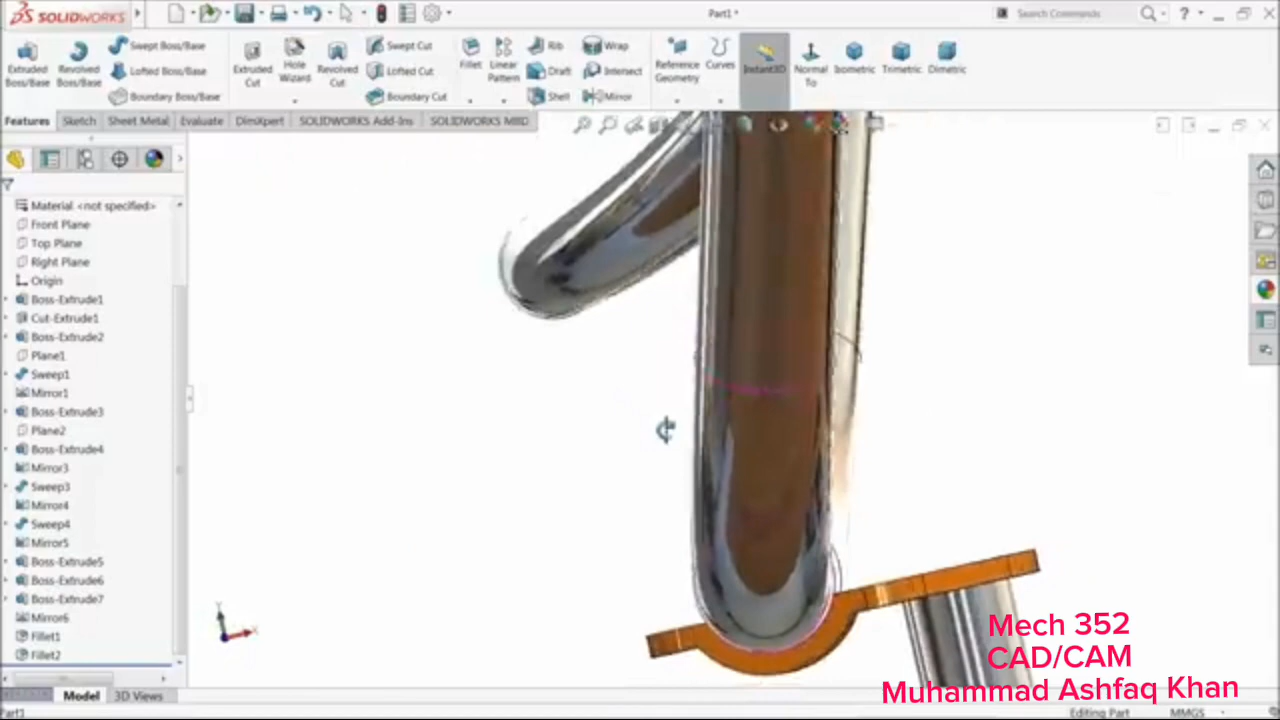 SOLIDWORKS
Part1 *
Search Commands
Extruded Boss/Base
Revolved Boss/Base
Swept Boss/Base
Lofted Boss/Base
Boundary Boss/Base
Extruded Cut
Hole Wizard
Revolved Cut
Swept Cut
Lofted Cut
Boundary Cut
Fillet
Linear Pattern
Rib
Draft
Shell
Wrap
Intersect
Mirror
Reference Geometry
Curves
Instant3D
Normal To
Isometric
Trimetric
Dimetric
Features
Sketch
Sheet Metal
Evaluate
DimXpert
SOLIDWORKS Add-Ins
SOLIDWORKS MBD
Material <not specified>
Front Plane
Top Plane
Right Plane
Origin
Boss-Extrude1
Cut-Extrude1
Boss-Extrude2
Plane1
Sweep1
Mirror1
Boss-Extrude3
Plane2
Boss-Extrude4
Mirror3
Sweep3
Mirror4
Sweep4
Mirror5
Boss-Extrude5
Boss-Extrude6
Boss-Extrude7
Mirror6
Fillet1
Fillet2
Mech 352
CAD/CAM
Muhammad Ashfaq Khan
Model
3D Views
Part1
Editing Part
MMGS